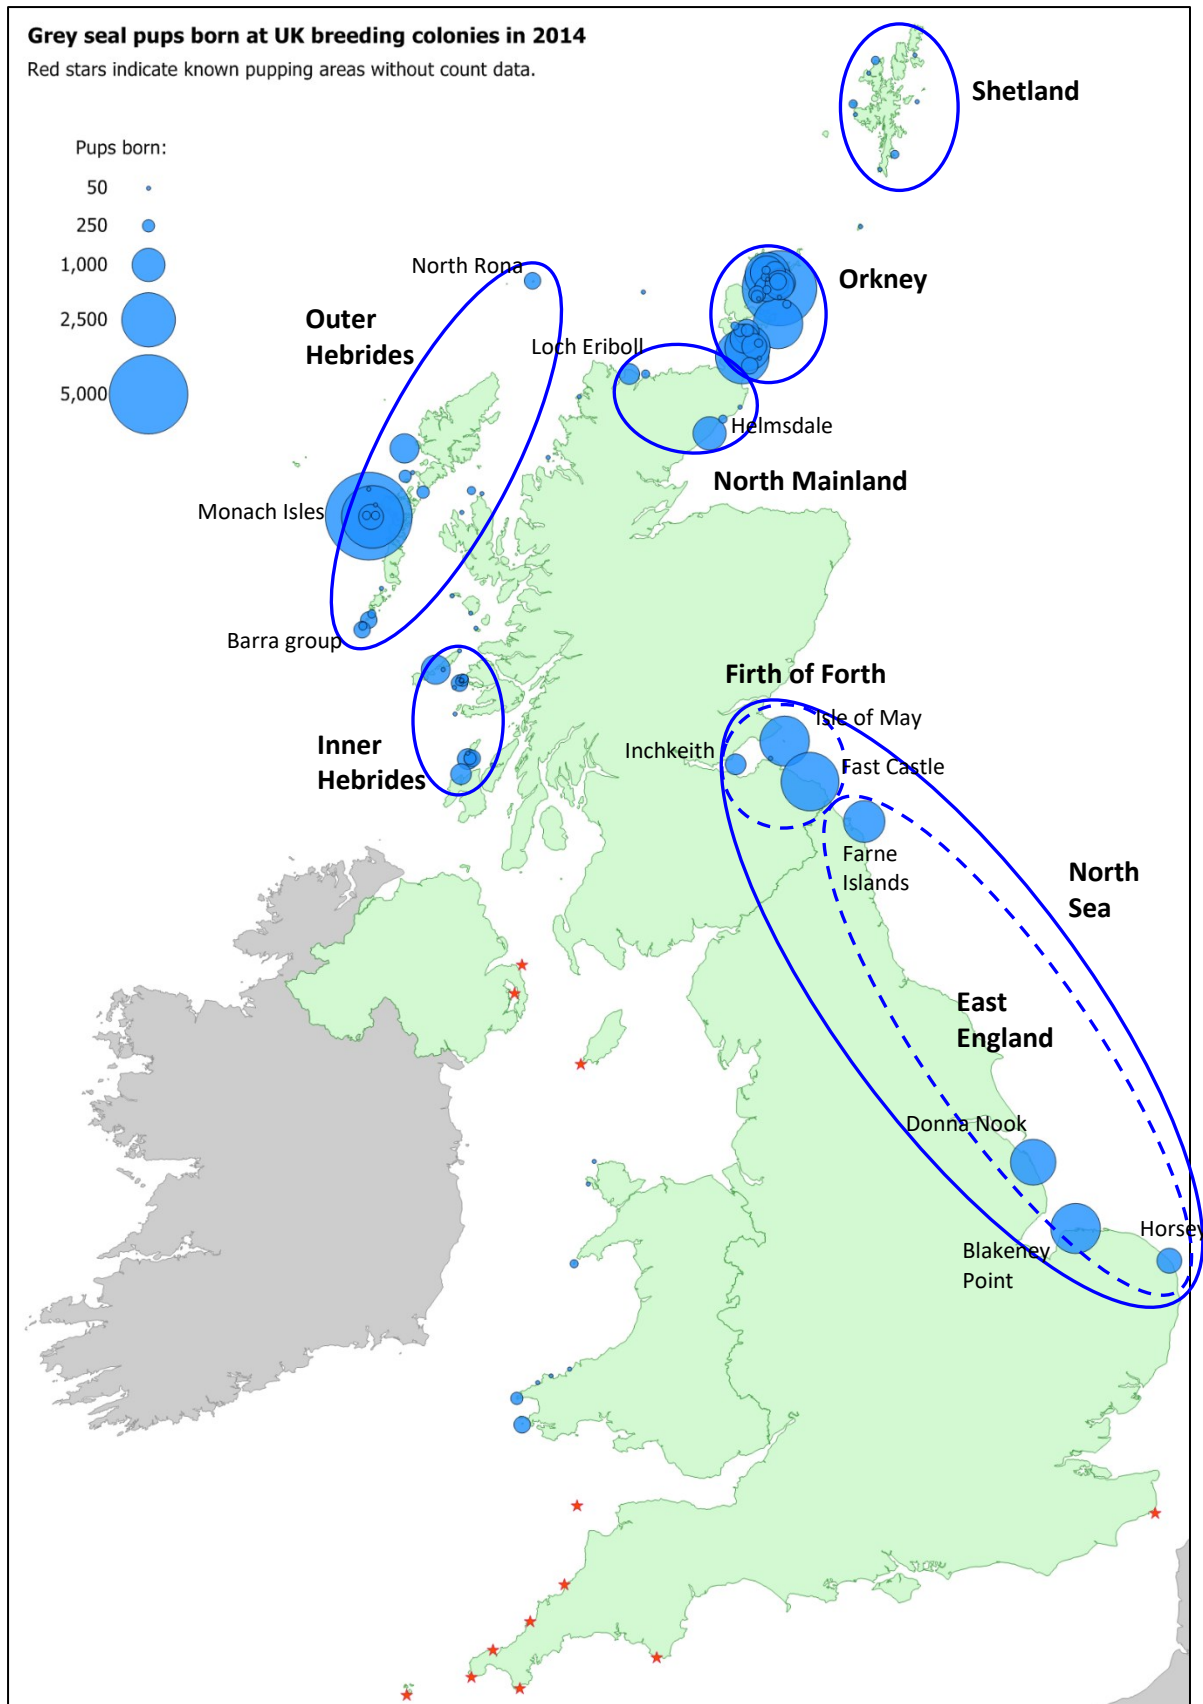 Grey seal pups born at UK breeding colonies in 2014
Red stars indicate known pupping areas without count data.
Pups born:
50
250
1,000
2,500
5,000
Shetland
North Rona
Orkney
Outer
Hebrides
Loch Eriboll
Helmsdale
North Mainland
Monach Isles
Barra group
Firth of Forth
Isle of May
Inchkeith
Fast Castle
Inner
Hebrides
Farne
Islands
North
Sea
East
England
Donna Nook
Horsey
Blakeney
Point